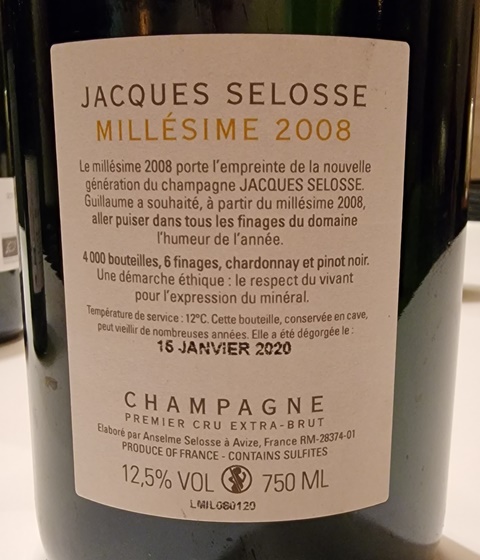 JACQUES SELOSSE
MILLÉSIME 2008
Le millésime 2008 porte l'empreinte de la nouvelle
génération du champagne JACQUES SELOSSE.
Guillaume a souhaité, à partir du millésime 2008,
aller puiser dans tous les finages du domaine
l'humeur de l'année.
4 000 bouteilles, 6 finages, chardonnay et pinot noir.
Une démarche éthique : le respect du vivant
pour l'expression du minéral.
Température de service : 12°C. Cette bouteille, conservée en cave,
peut vieillir de nombreuses années. Elle a été dégorgée le :
15 JANVIER 2020
CHAMPAGNE
PREMIER CRU EXTRA-BRUT
Elaboré par Anselme Selosse à Avize, France RM-28374-01
PRODUCE OF FRANCE - CONTAINS SULFITES
12,5% VOL 750 ML
LMIL080120